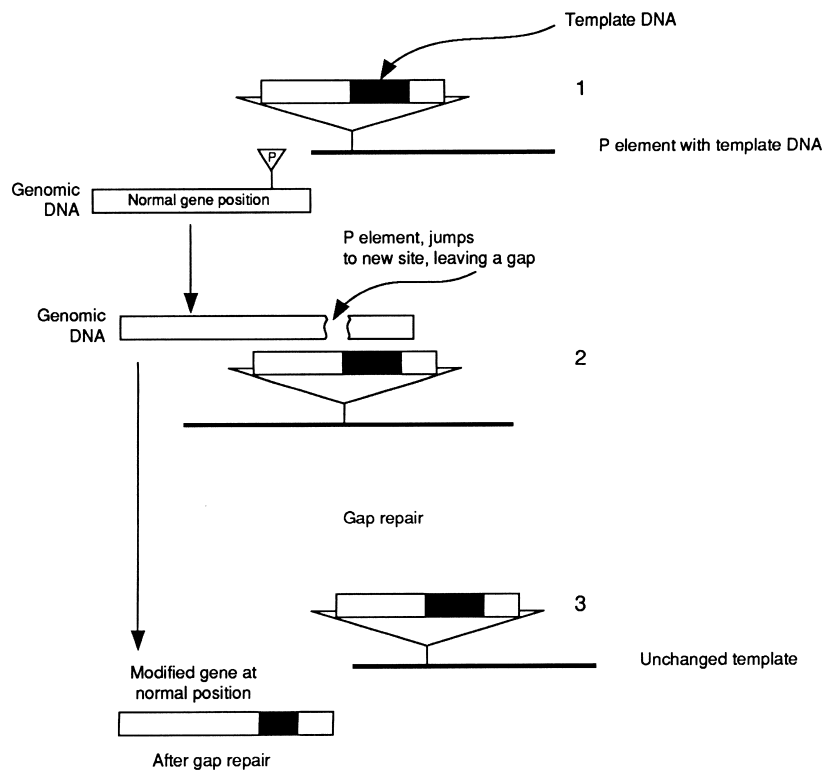 Template DNA
1
P element with template DNA
P
Genomic
DNA
Normal gene position
P element, jumps
to new site, leaving a gap
Genomic
DNA
2
Gap repair
3
Unchanged template
Modified gene at
normal position
After gap repair